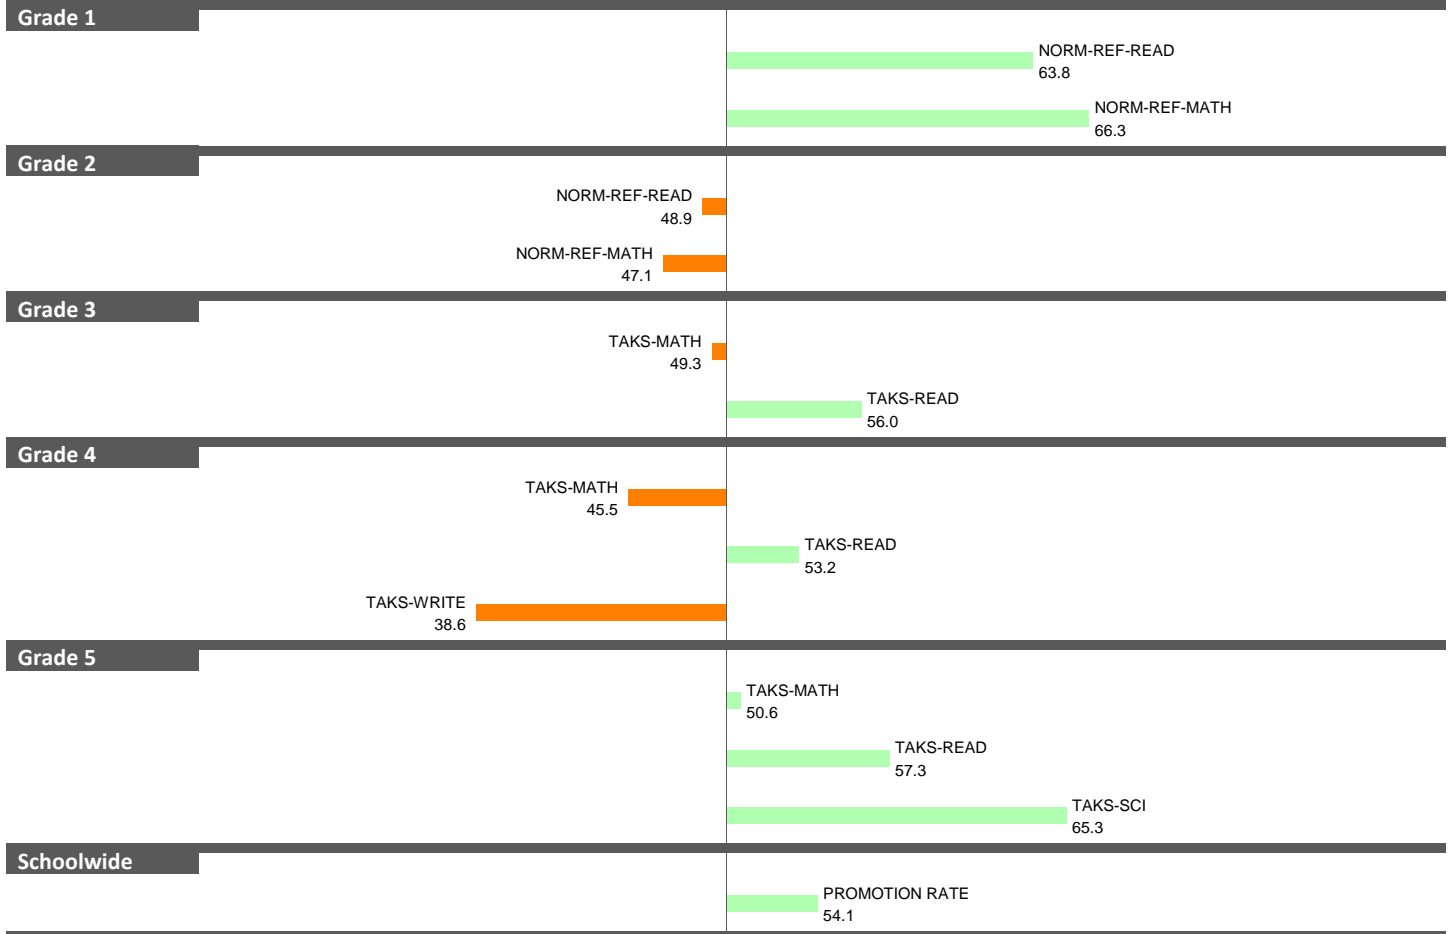 Grade 1
NORM-REF-READ
63.8
NORM-REF-MATH
66.3
Grade 2
NORM-REF-READ
48.9
NORM-REF-MATH
47.1
Grade 3
TAKS-MATH
49.3
TAKS-READ
56.0
Grade 4
TAKS-MATH
45.5
TAKS-READ
53.2
TAKS-WRITE
38.6
Grade 5
TAKS-MATH
50.6
TAKS-READ
57.3
TAKS-SCI
65.3
Schoolwide
PROMOTION RATE
54.1